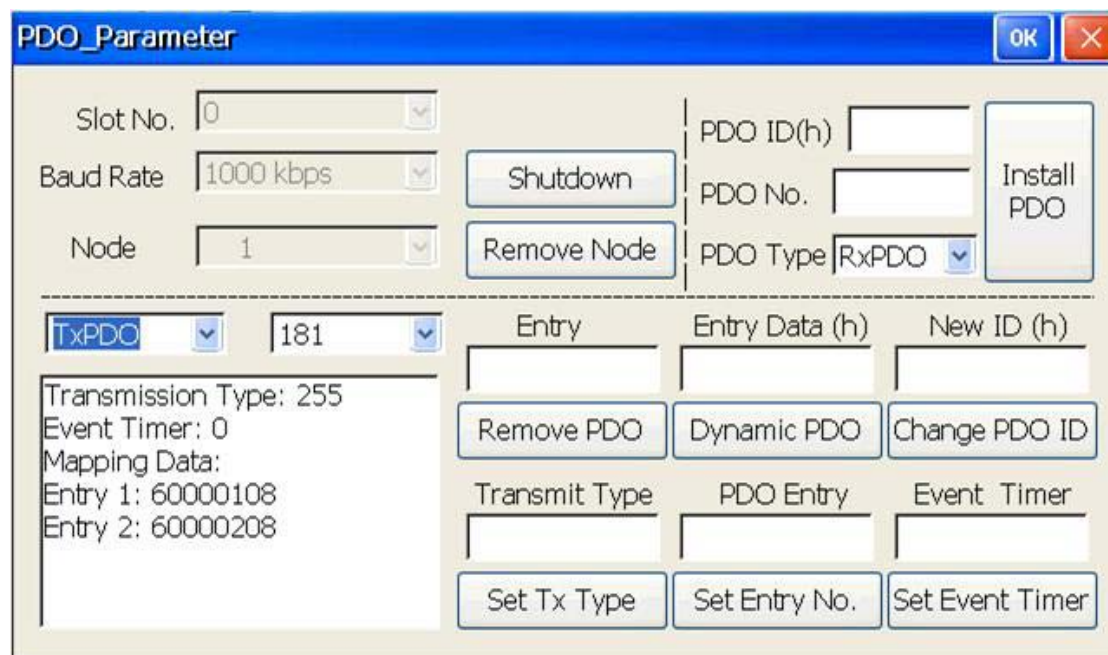 PDO_Parameter OK
Slot No. 0
Baud Rate 1000 kbps
Shutdown
Node 1
Remove Node
PDO ID(h)
PDO No.
PDO Type RxPDO
Install
PDO
TxPDO 181
Transmission Type: 255
Event Timer: 0
Mapping Data:
Entry 1: 60000108
Entry 2: 60000208
Entry Entry Data (h) New ID (h)
Remove PDO Dynamic PDO Change PDO ID
Transmit Type PDO Entry Event Timer
Set Tx Type Set Entry No. Set Event Timer